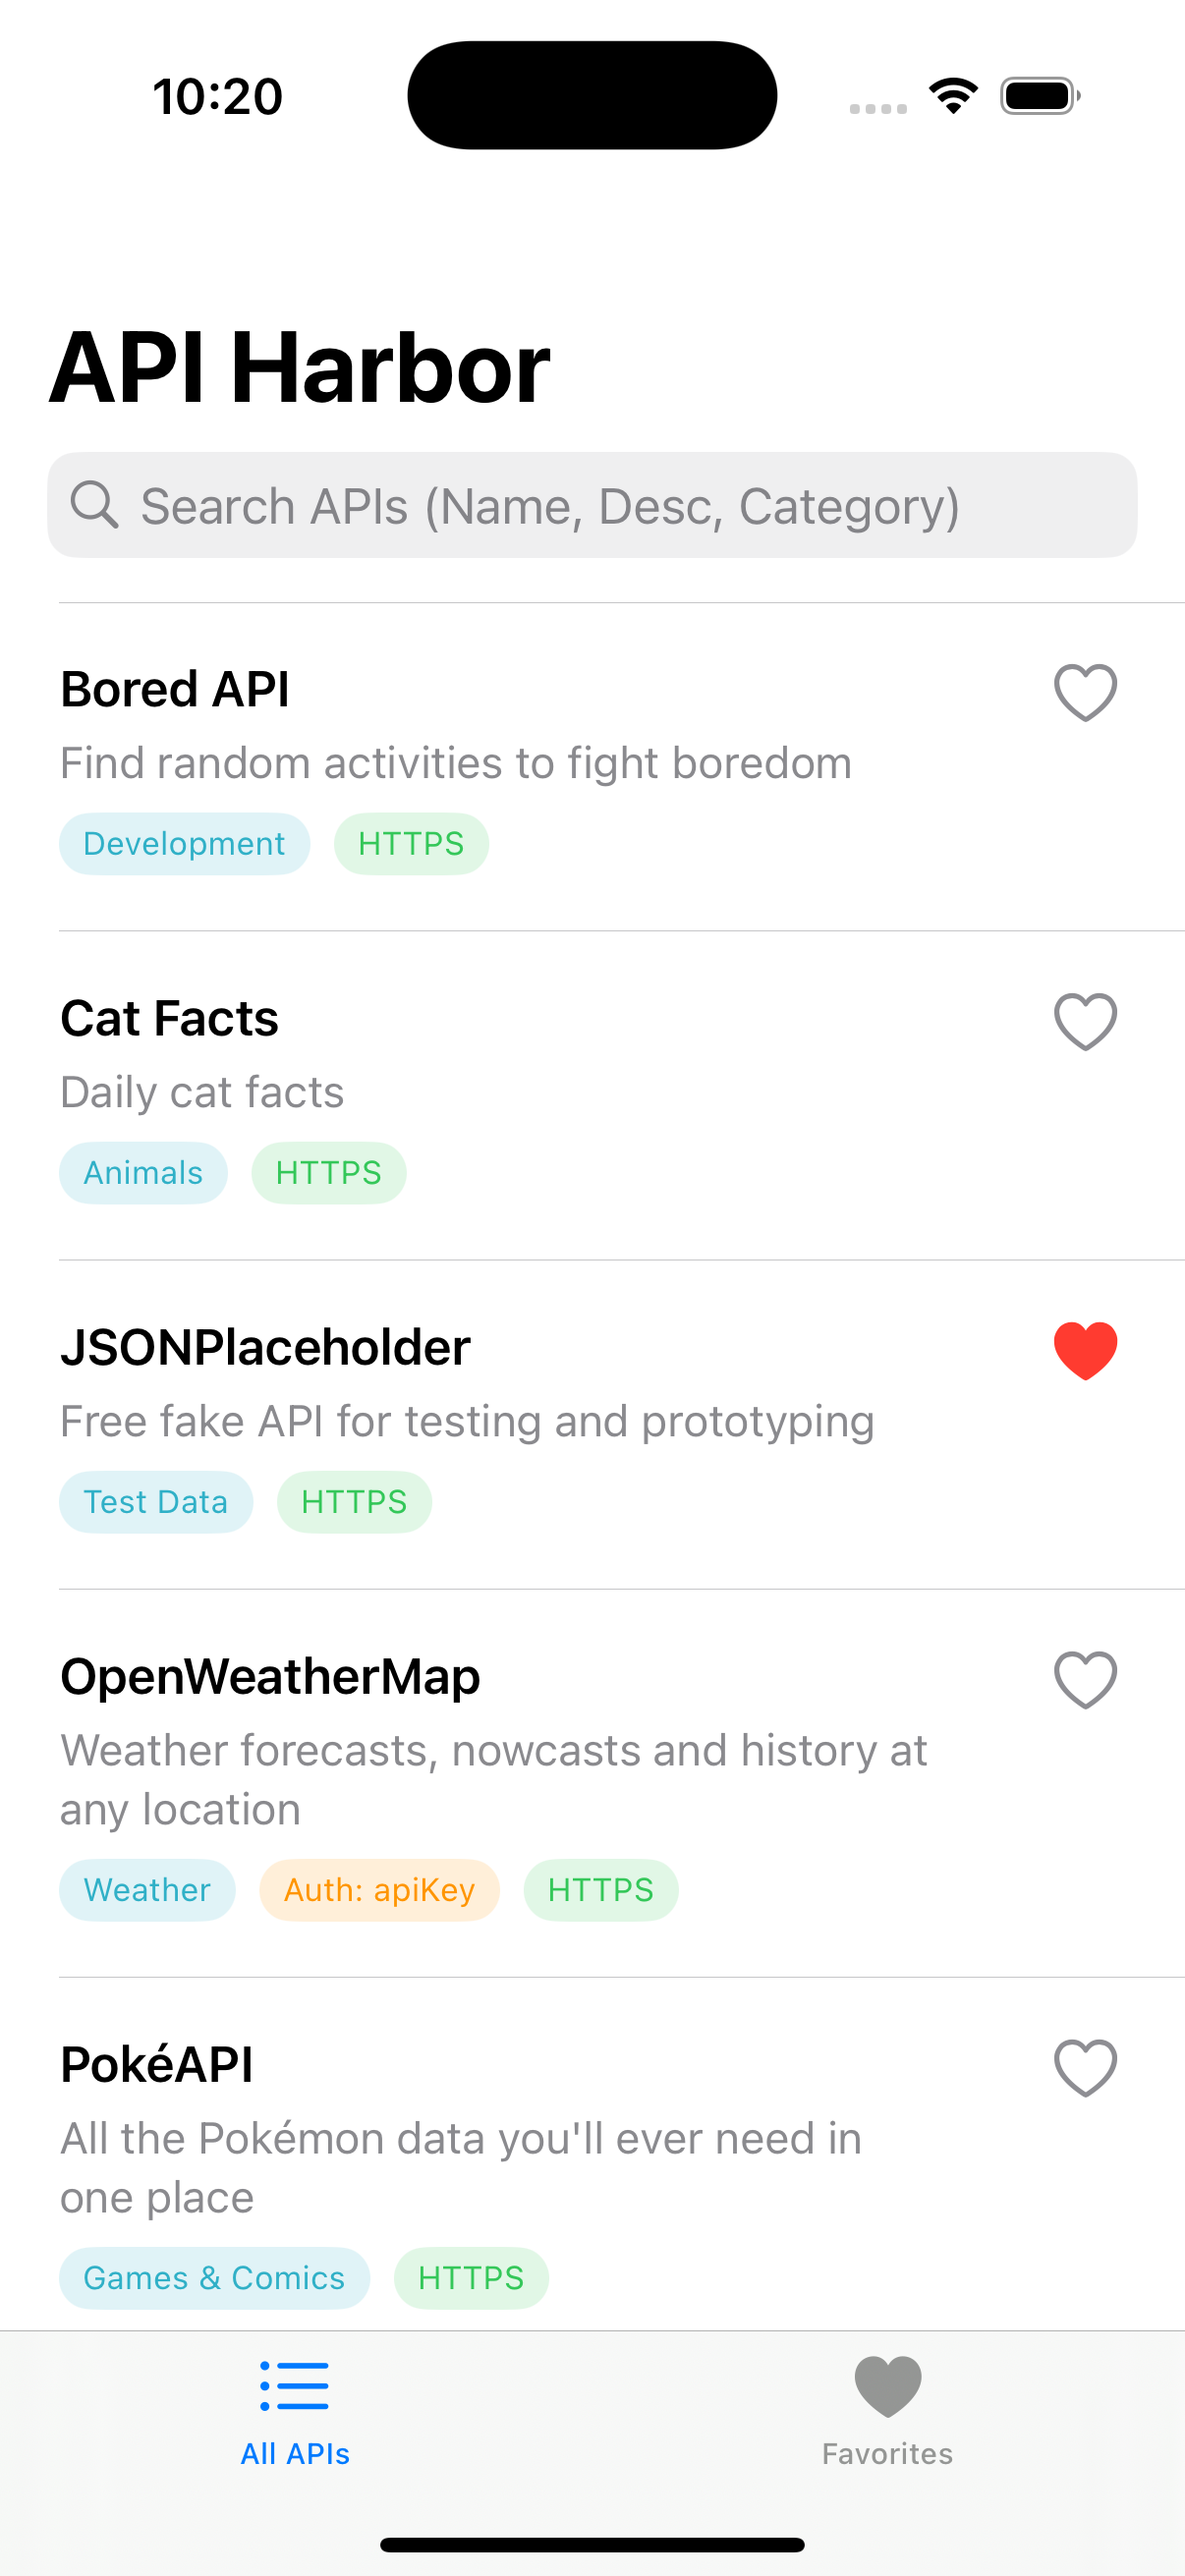 10:20
API Harbor
Search APIs (Name, Desc, Category)
Bored API
Find random activities to fight boredom
Development HTTPS
Cat Facts
Daily cat facts
Animals HTTPS
JSONPlaceholder
Free fake API for testing and prototyping
Test Data HTTPS
OpenWeatherMap
Weather forecasts, nowcasts and history at
any location
Weather Auth: apiKey HTTPS
PokéAPI
All the Pokémon data you'll ever need in
one place
Games & Comics HTTPS
All APIs Favorites